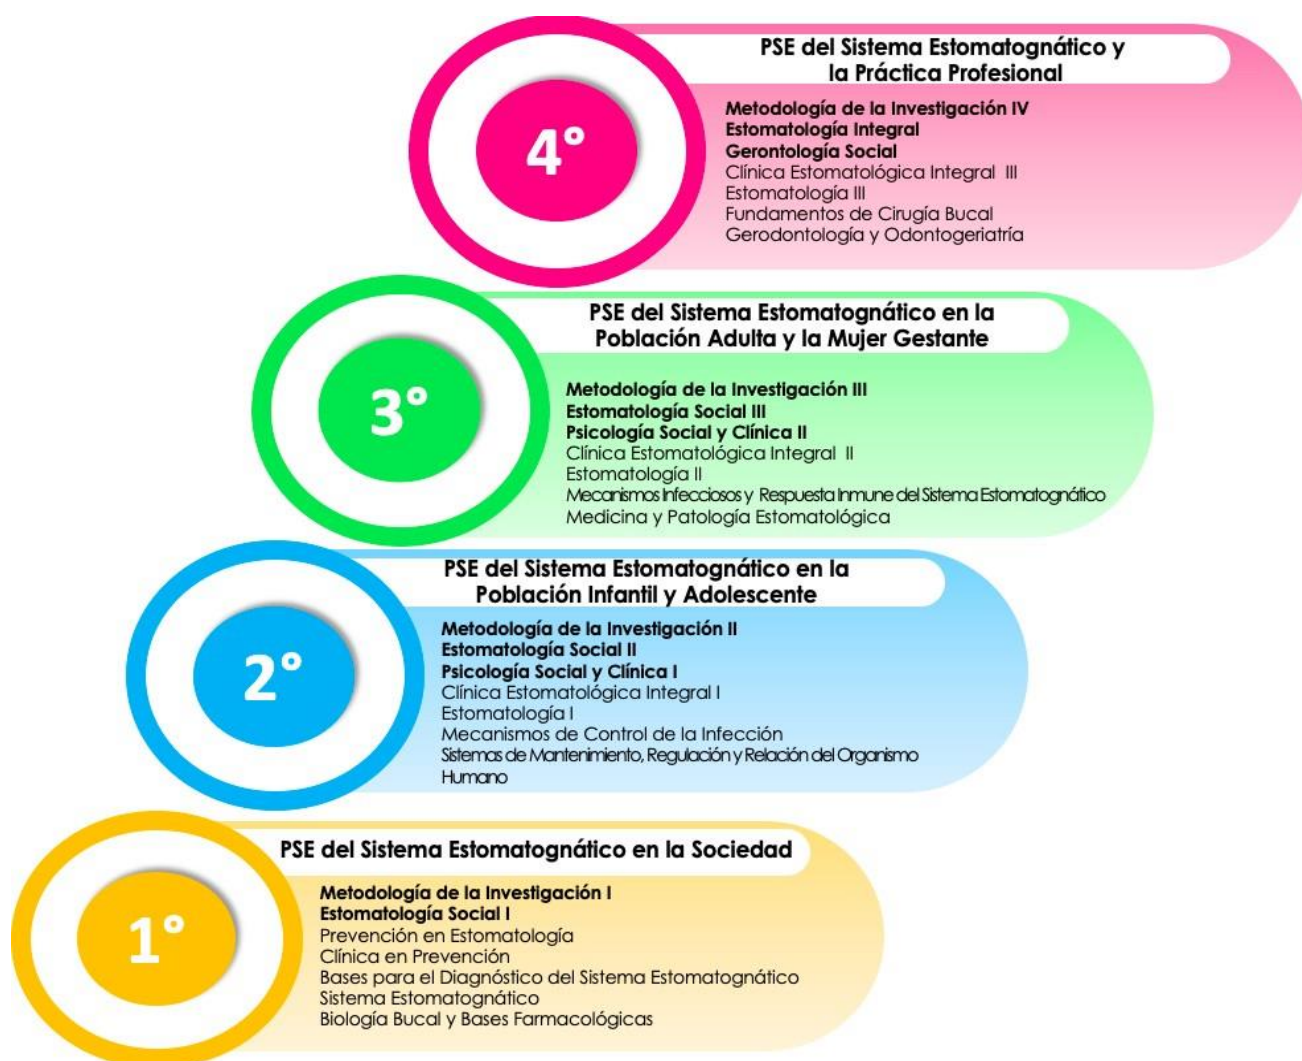 4°
PSE del Sistema Estomatognático y
la Práctica Profesional
Metodología de la Investigación IV
Estomatología Integral
Gerontología Social
Clínica Estomatológica Integral III
Estomatología III
Fundamentos de Cirugía Bucal
Gerodontología y Odontogeriatría
3°
PSE del Sistema Estomatognático en la
Población Adulta y la Mujer Gestante
Metodología de la Investigación III
Estomatología Social III
Psicología Social y Clínica II
Clínica Estomatológica Integral II
Estomatología II
Mecanismos Infecciosos y Respuesta Inmune del Sistema Estomatognático
Medicina y Patología Estomatológica
2°
PSE del Sistema Estomatognático en la
Población Infantil y Adolescente
Metodología de la Investigación II
Estomatología Social II
Psicología Social y Clínica I
Clínica Estomatológica Integral I
Estomatología I
Mecanismos de Control de la Infección
Sistemas de Mantenimiento, Regulación y Relación del Organismo
Humano
1°
PSE del Sistema Estomatognático en la Sociedad
Metodología de la Investigación I
Estomatología Social I
Prevención en Estomatología
Clínica en Prevención
Bases para el Diagnóstico del Sistema Estomatognático
Sistema Estomatognático
Biología Bucal y Bases Farmacológicas